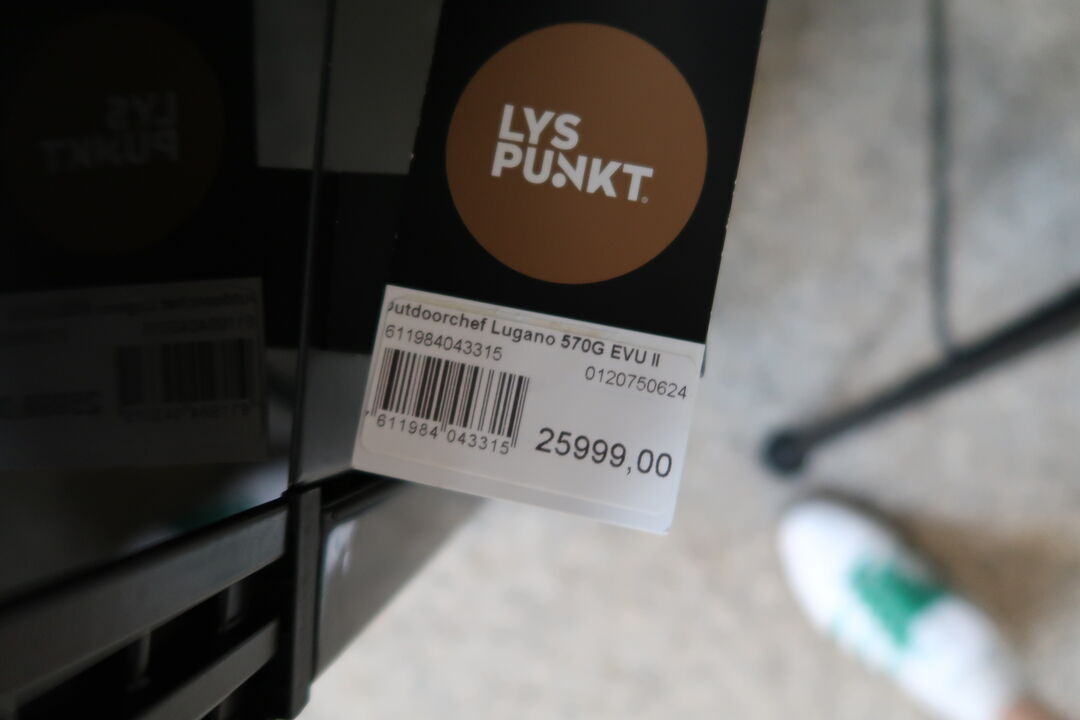 LYS
PUNKT
Outdoorchef Lugano 570G EVU II
611984043315
0120750624
611984 043315
25999,00